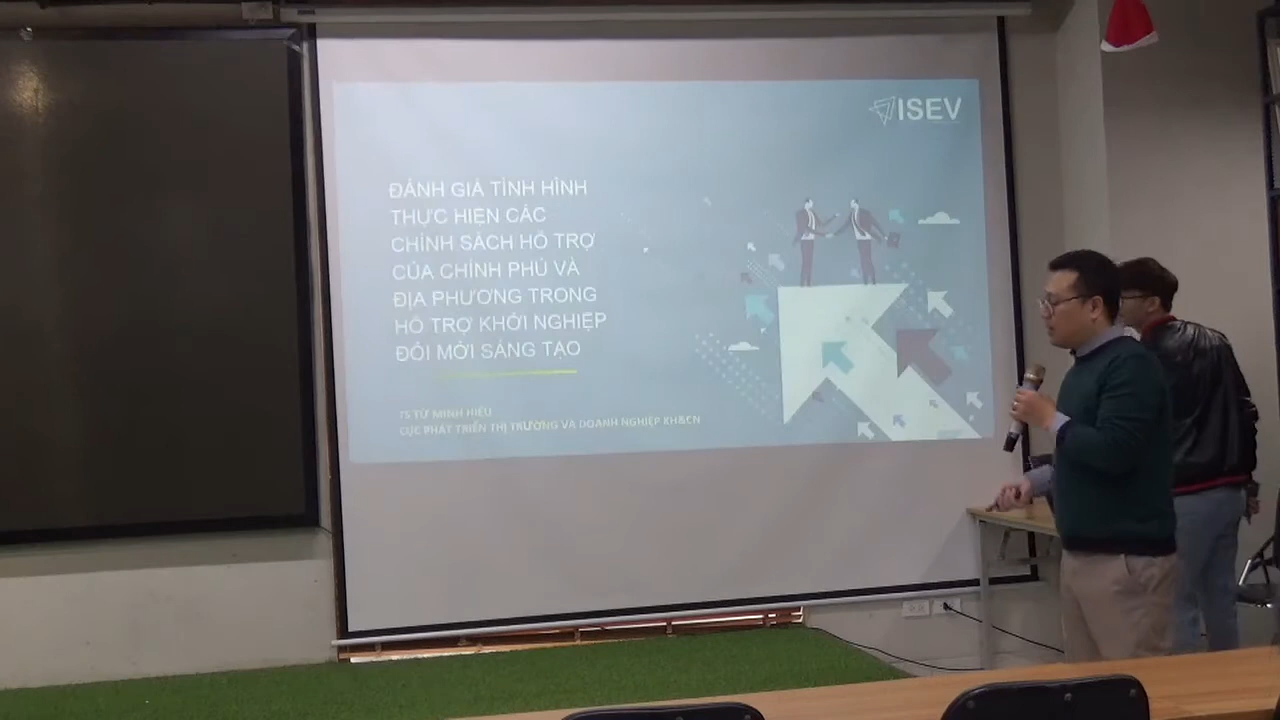 ISEV
ĐÁNH GIÁ TÌNH HÌNH
THỰC HIỆN CÁC
CHÍNH SÁCH HỖ TRỢ
CỦA CHÍNH PHỦ VÀ
ĐỊA PHƯƠNG TRONG
HỖ TRỢ KHỞI NGHIỆP
ĐỔI MỚI SÁNG TẠO
TS TỪ MINH HIỆU
CỤC PHÁT TRIỂN THỊ TRƯỜNG VÀ DOANH NGHIỆP KH&CN